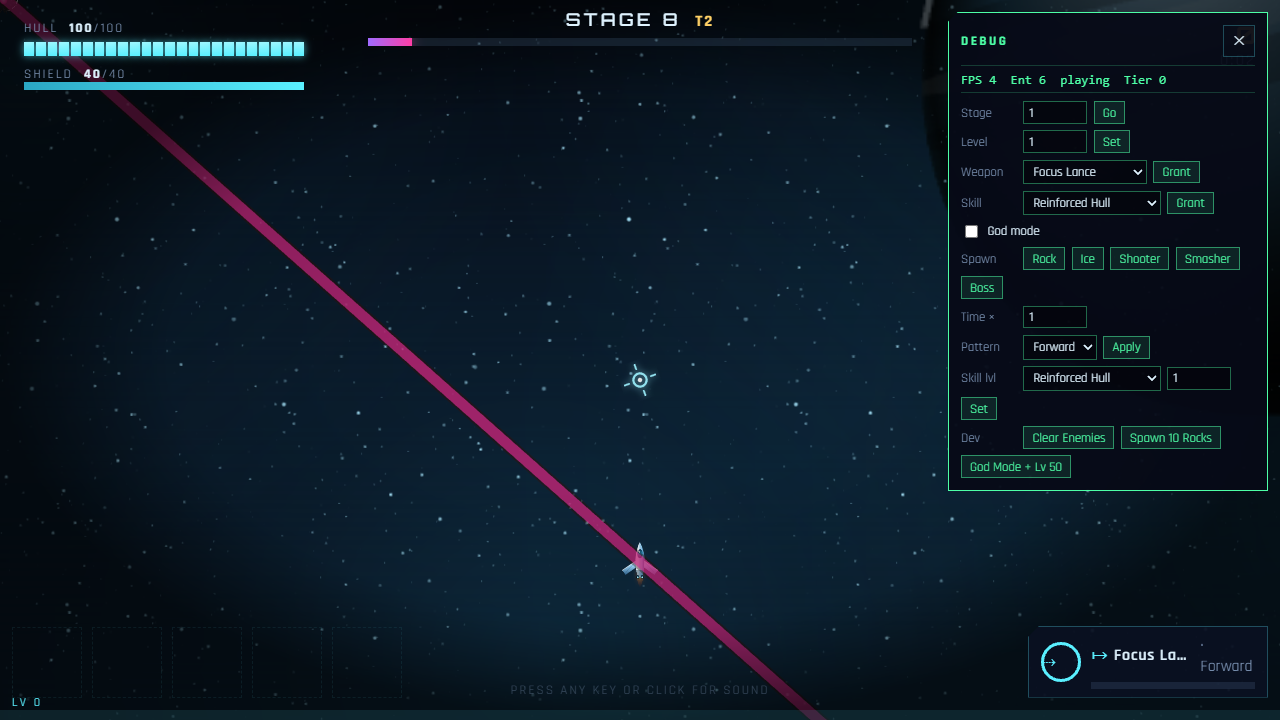 HULL 100/100
SHIELD 40/40
STAGE 8 T2
DEBUG
FPS 4 Ent 6 playing Tier 0
Stage 1 Go
Level 1 Set
Weapon Focus Lance Grant
Skill Reinforced Hull Grant
God mode
Spawn Rock Ice Shooter Smasher
Boss
Time × 1
Pattern Forward Apply
Skill lvl Reinforced Hull 1
Set
Dev Clear Enemies Spawn 10 Rocks
God Mode + Lv 50
↦ Focus La… · Forward
PRESS ANY KEY OR CLICK FOR SOUND
LV 0